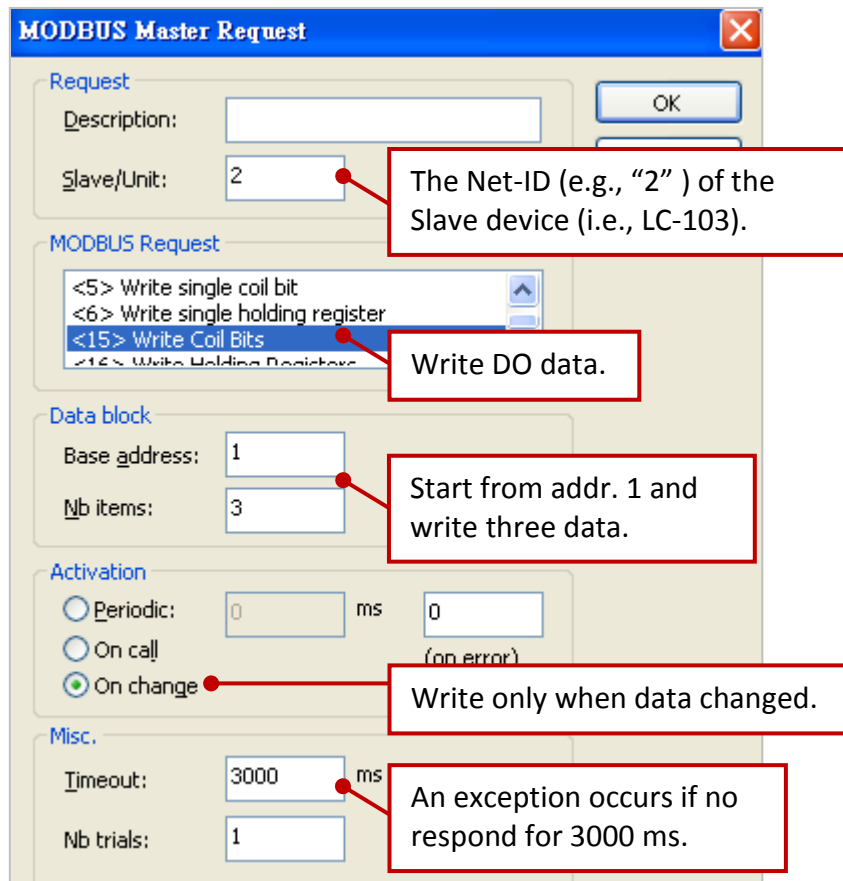 MODBUS Master Request
Request
OK
Description:
Slave/Unit:
2
The Net-ID (e.g., “2” ) of the
Slave device (i.e., LC-103).
MODBUS Request
<5> Write single coil bit
<6> Write single holding register
<15> Write Coil Bits
<16> Write Holding Registers
Write DO data.
Data block
Base address:
1
Nb items:
3
Start from addr. 1 and
write three data.
Activation
Periodic:
0
ms
0
On call
(on error)
On change
Write only when data changed.
Misc.
Timeout:
3000
ms
An exception occurs if no
respond for 3000 ms.
Nb trials:
1